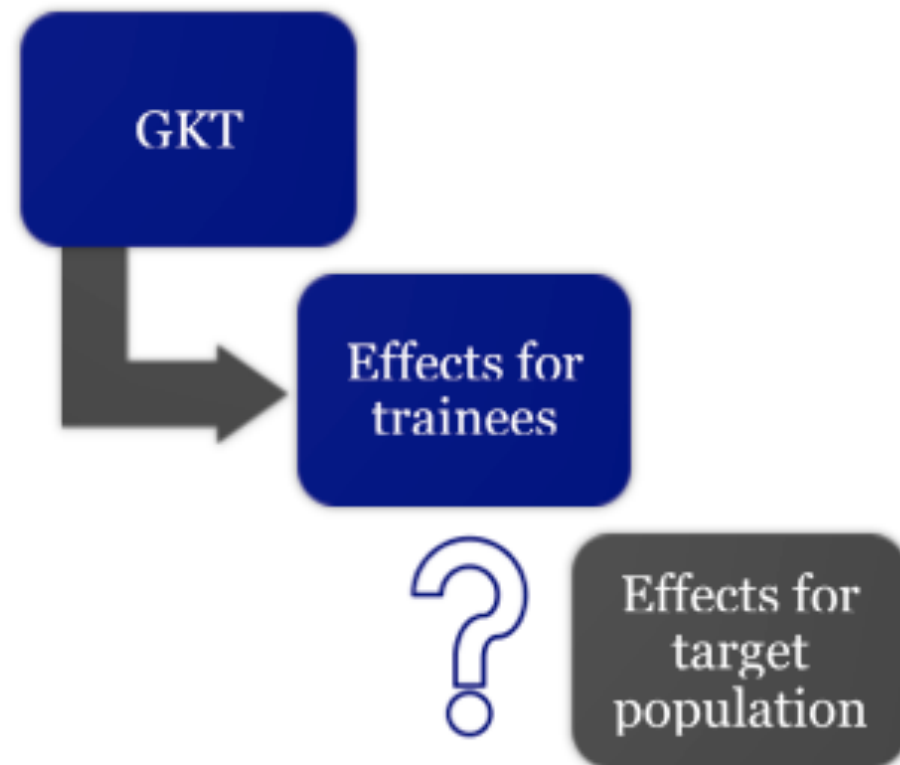 GKT
Effects for
trainees
?
Effects for
target
population